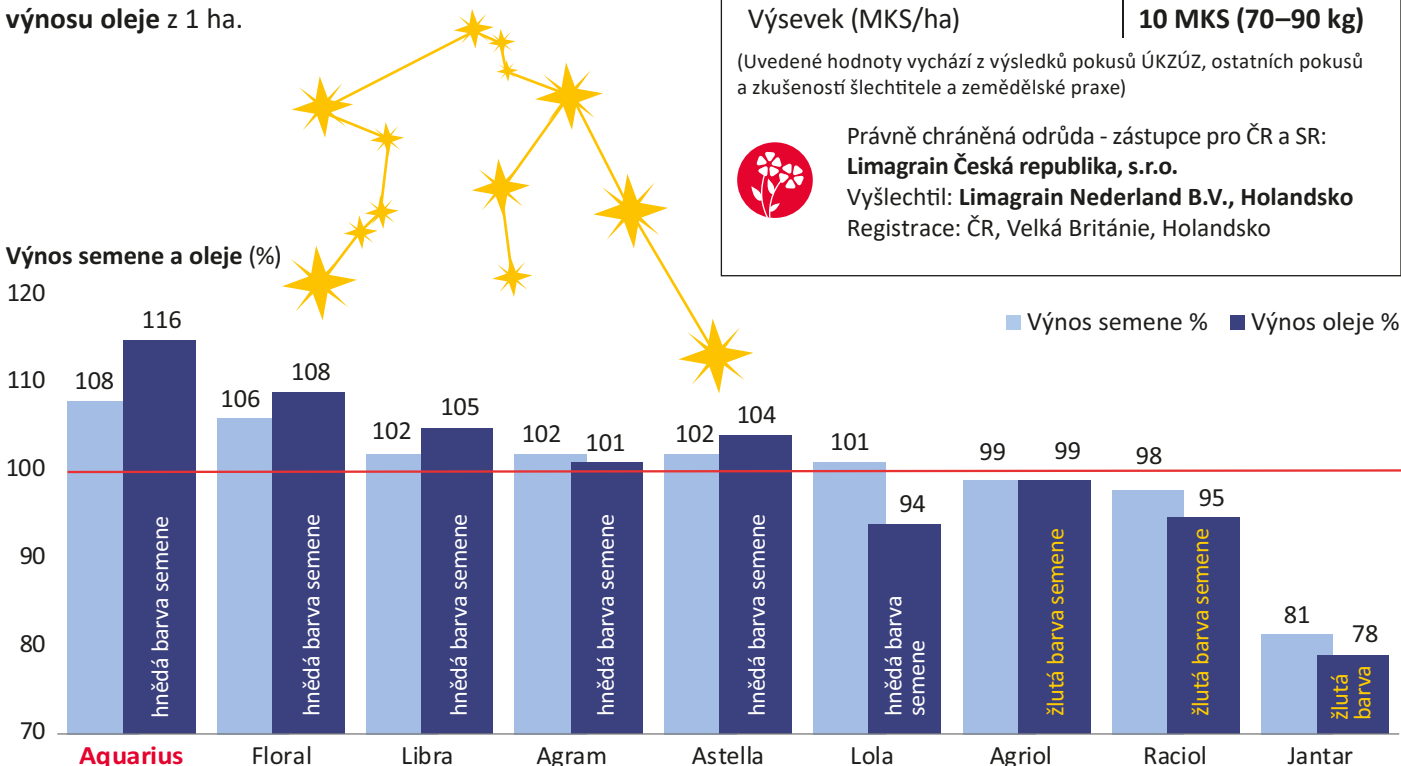 výnosu oleje z 1 ha.
Výsevek (MKS/ha) 10 MKS (70–90 kg)
(Uvedené hodnoty vychází z výsledků pokusů ÚKZÚZ, ostatních pokusů
a zkušeností šlechtitele a zemědělské praxe)
Právně chráněná odrůda - zástupce pro ČR a SR:
Limagrain Česká republika, s.r.o.
Vyšlechtil: Limagrain Nederland B.V., Holandsko
Registrace: ČR, Velká Británie, Holandsko
Výnos semene a oleje (%)
Výnos semene % Výnos oleje %
120
110
100
90
80
70
108 116
106 108
102 105
102 101
102 104
101 94
99 99
98 95
81 78
hnědá barva semene
hnědá barva semene
hnědá barva semene
hnědá barva semene
hnědá barva semene
hnědá barva
semene
žlutá barva semene
žlutá barva semene
žlutá
barva
Aquarius Floral Libra Agram Astella Lola Agriol Raciol Jantar